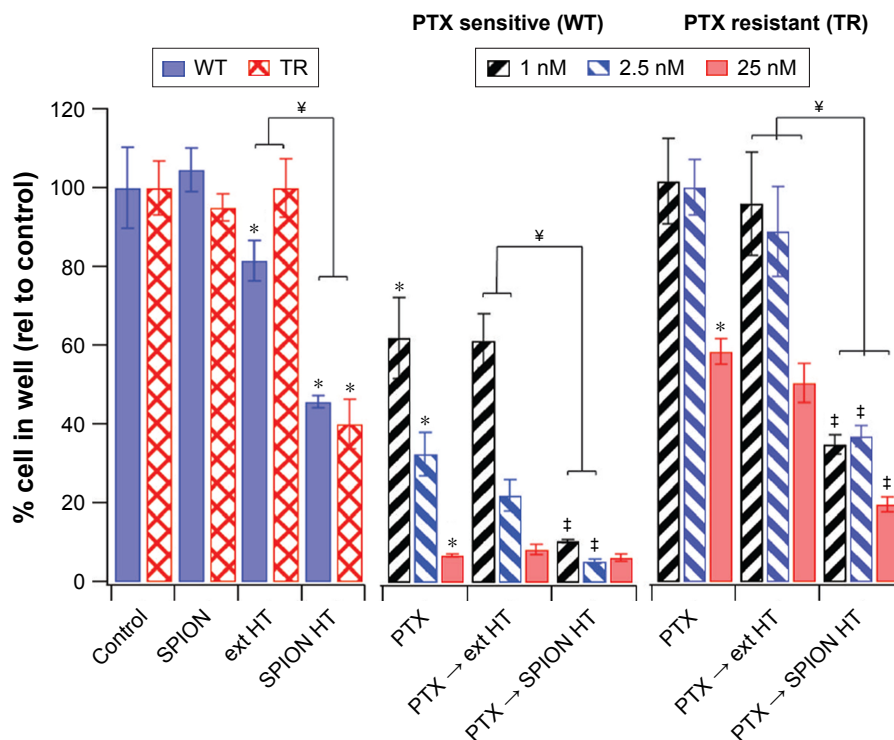 PTX sensitive (WT)
PTX resistant (TR)
WT TR
1 nM 2.5 nM 25 nM
% cell in well (rel to control)
120
100
80
60
40
20
0
¥
*
*
*
¥
*
*
*
‡
‡
¥
*
‡
‡
‡
Control
SPION
ext HT
SPION HT
PTX
PTX → ext HT
PTX → SPION HT
PTX
PTX → ext HT
PTX → SPION HT